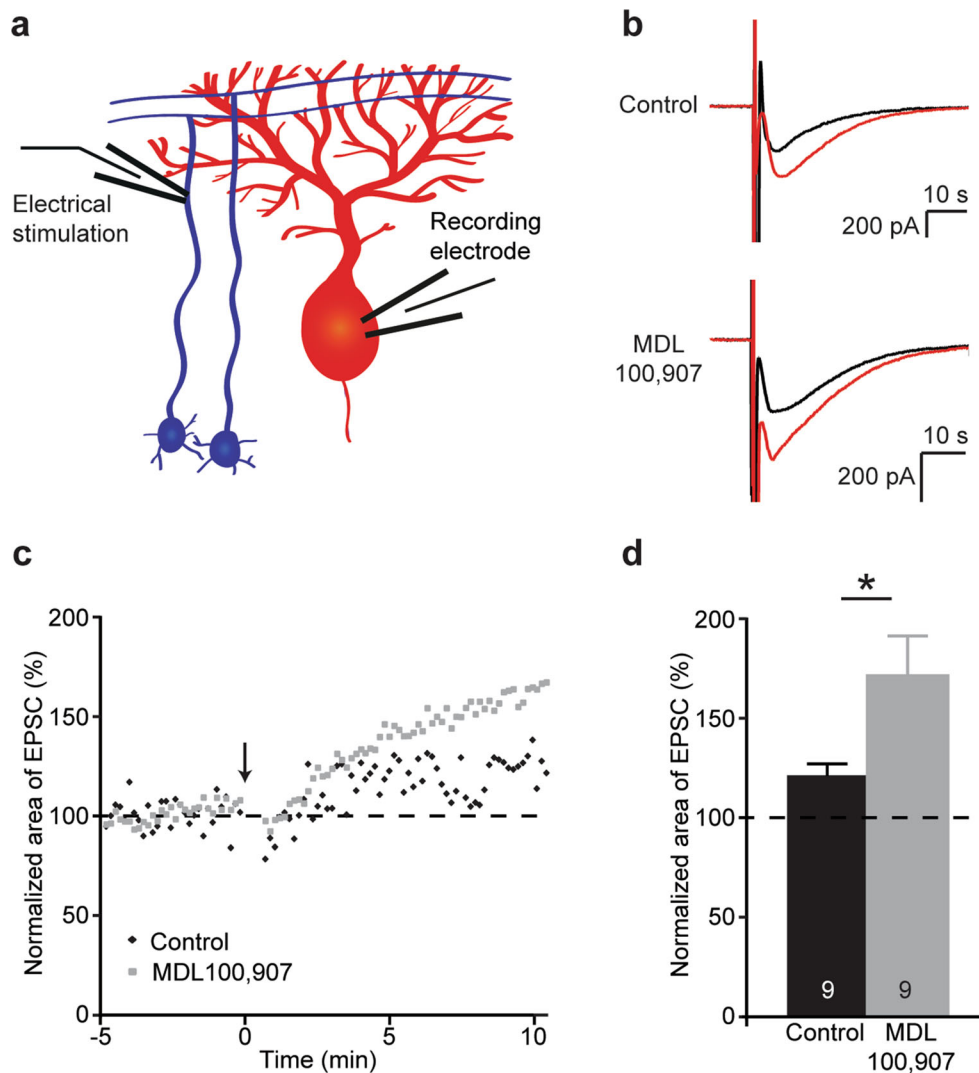 a
Electrical
stimulation
Recording
electrode
b
Control
10 s
200 pA
MDL
100,907
10 s
200 pA
c
Normalized area of EPSC (%)
200
150
100
50
0
-5
0
5
10
Time (min)
Control
MDL100,907
d
*
Normalized area of EPSC (%)
200
150
100
50
0
9
9
Control
MDL
100,907